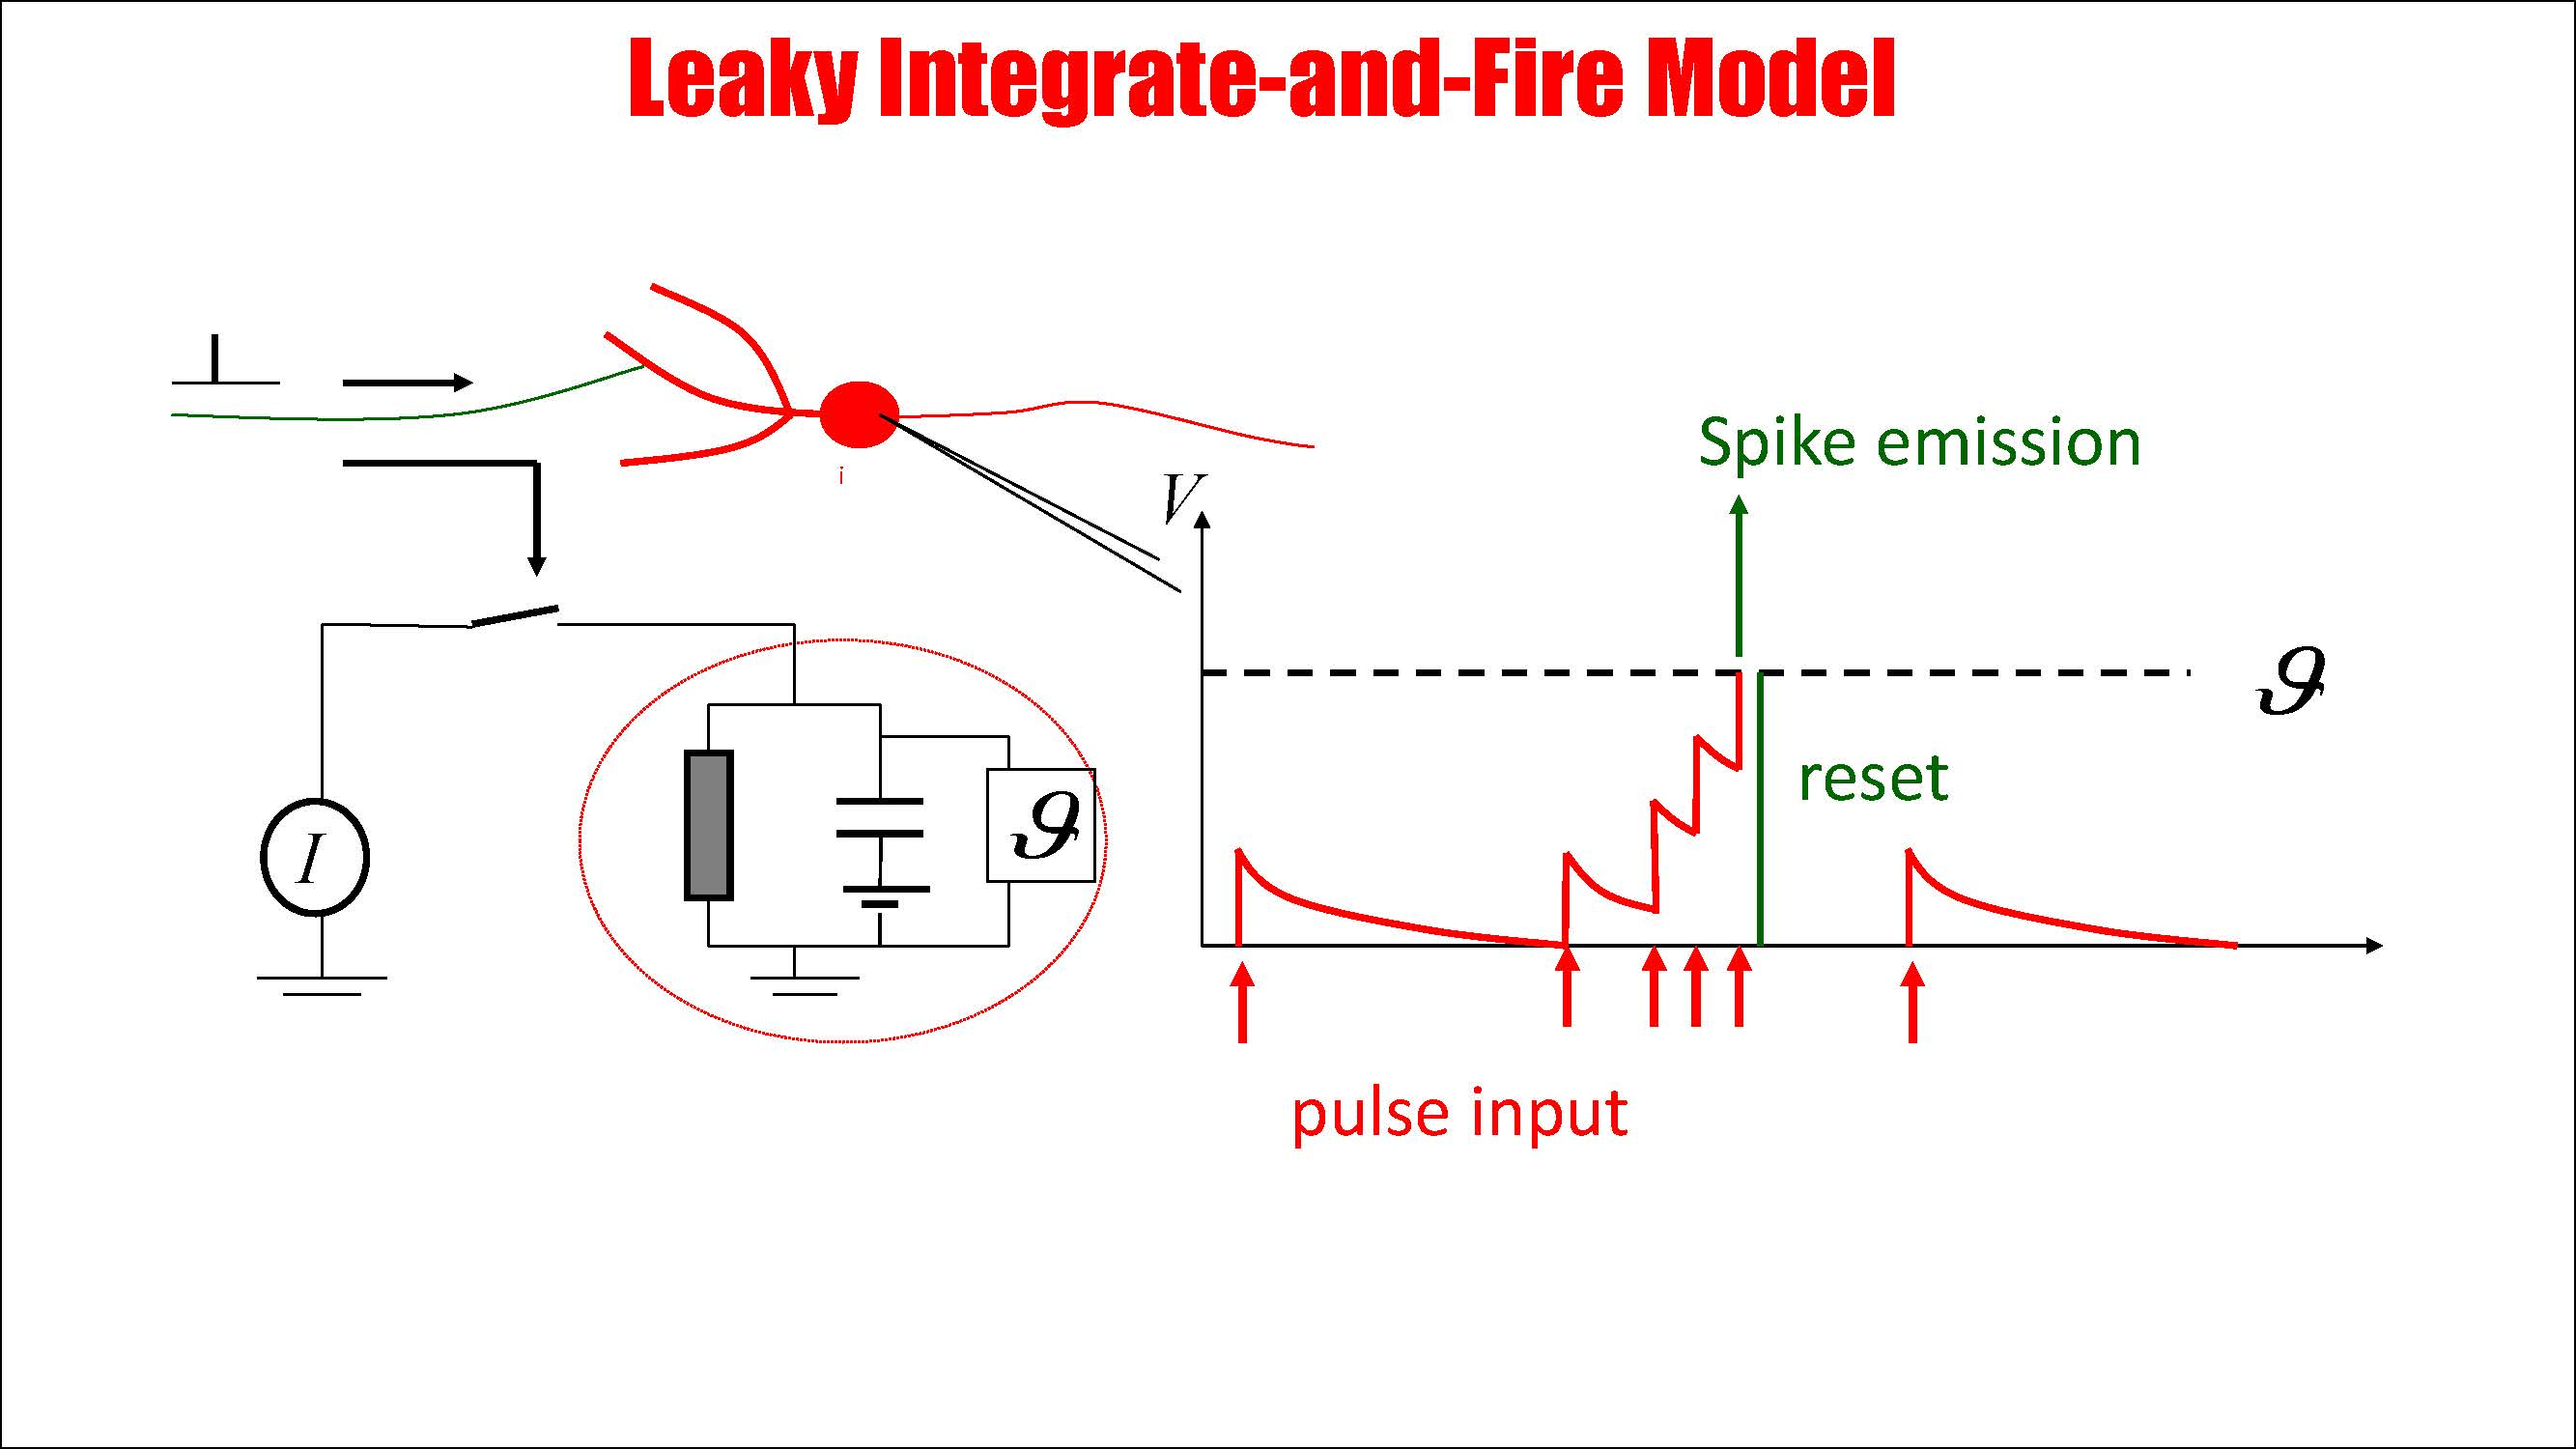 Leaky Integrate-and-Fire Model
i
V
Spike emission
ϑ
reset
I
ϑ
pulse input